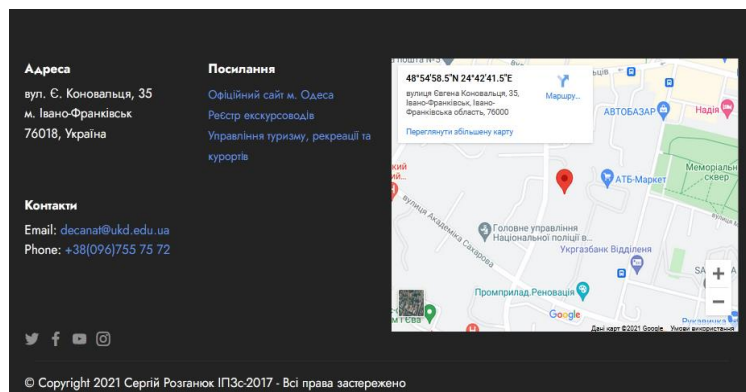 Адреса
вул. Є. Коновальця, 35
м. Івано-Франківськ
76018, Україна
Контакти
Email: decanat@ukd.edu.ua
Phone: +38(096)755 75 72
Посилання
Офіційний сайт м. Одеса
Реєстр екскурсоводів
Управління туризму, рекреації та
курортів
48°54'58.5"N 24°42'41.5"E
вулиця Євгена Коновальця, 35,
Івано-Франківськ, Івано-
Франківська область, 76000
Переглянути збільшену карту
Маршру...
АВТОБАЗАР
Надія
АТБ-Маркет
Меморіальн
сквер
вулиця Академіка Сахарова
Головне управління
Національної поліції в...
Укргазбанк Відділеня
Промприлад.Реновація
Google
Дані карт ©2021 Google
Умови використання
© Copyright 2021 Сергій Розганюк ІПЗс-2017 - Всі права застережено